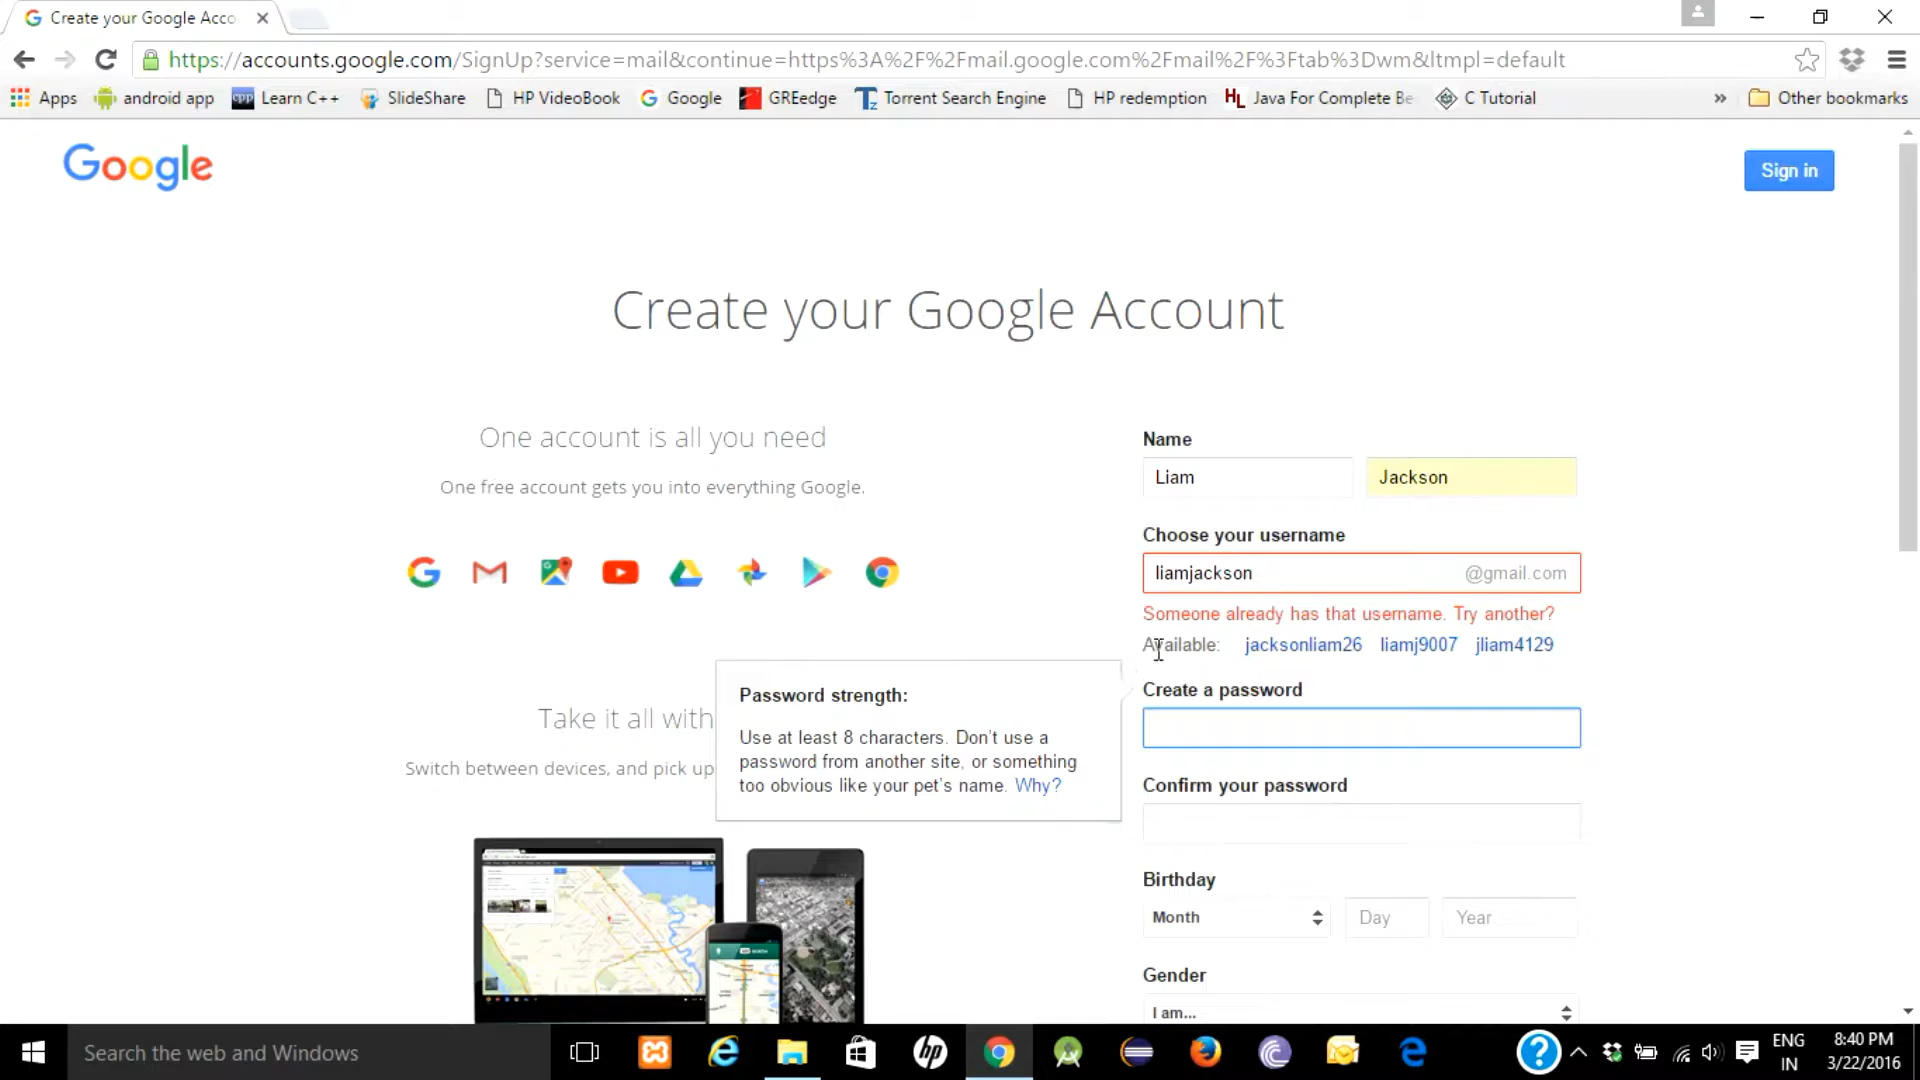 Create your Google Acco
https://accounts.google.com/SignUp?service=mail&continue=https%3A%2F%2Fmail.google.com%2Fmail%2F%3Ftab%3Dwm&ltmpl=default
Apps android app cpp Learn C++ SlideShare HP VideoBook Google GREedge Tz Torrent Search Engine HP redemption HL Java For Complete Be C Tutorial » Other bookmarks
Google
Sign in
Create your Google Account
One account is all you need
One free account gets you into everything Google.
Name
Liam Jackson
Choose your username
liamjackson @gmail.com
Someone already has that username. Try another?
Available: jacksonliam26 liamj9007 jliam4129
Create a password
Password strength:
Use at least 8 characters. Don't use a
password from another site, or something
too obvious like your pet's name. Why?
Take it all with
Switch between devices, and pick up
Confirm your password
Birthday
Month Day Year
Gender
I am...
Search the web and Windows
hp
ENG
IN
8:40 PM
3/22/2016